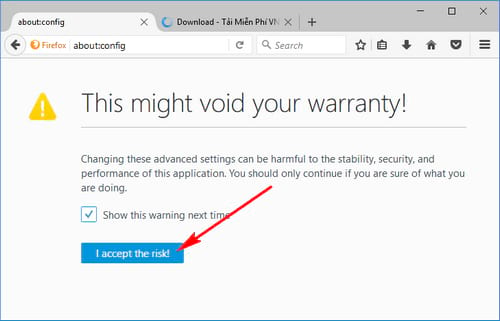 about:config
Download - Tải Miễn Phí VN
Firefox about:config
Search
This might void your warranty!
Changing these advanced settings can be harmful to the stability, security, and
performance of this application. You should only continue if you are sure of what you
are doing.
Show this warning next time
I accept the risk!